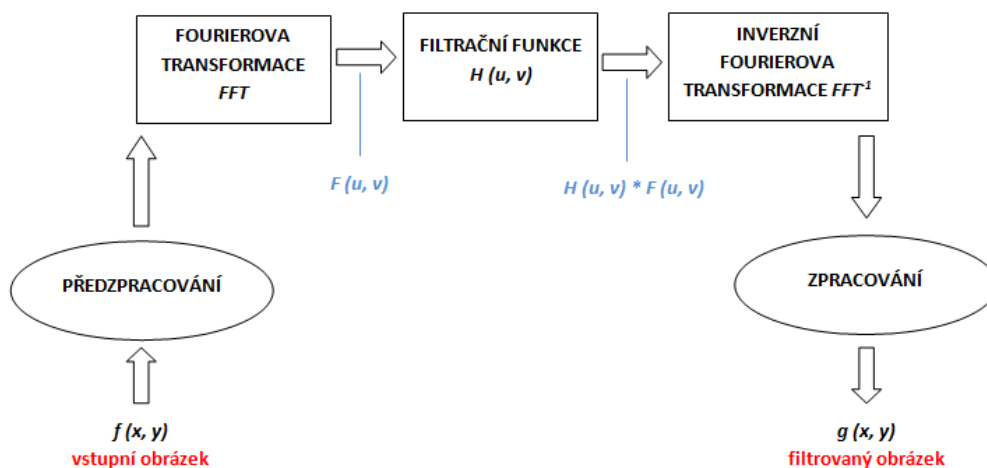 FOURIEROVA
TRANSFORMACE
FFT
FILTRAČNÍ FUNKCE
H (u, v)
INVERZNÍ
FOURIEROVA
TRANSFORMACE FFT⁻¹
F (u, v)
H (u, v) * F (u, v)
PŘEDZPRACOVÁNÍ
ZPRACOVÁNÍ
f (x, y)
vstupní obrázek
g (x, y)
filtrovaný obrázek